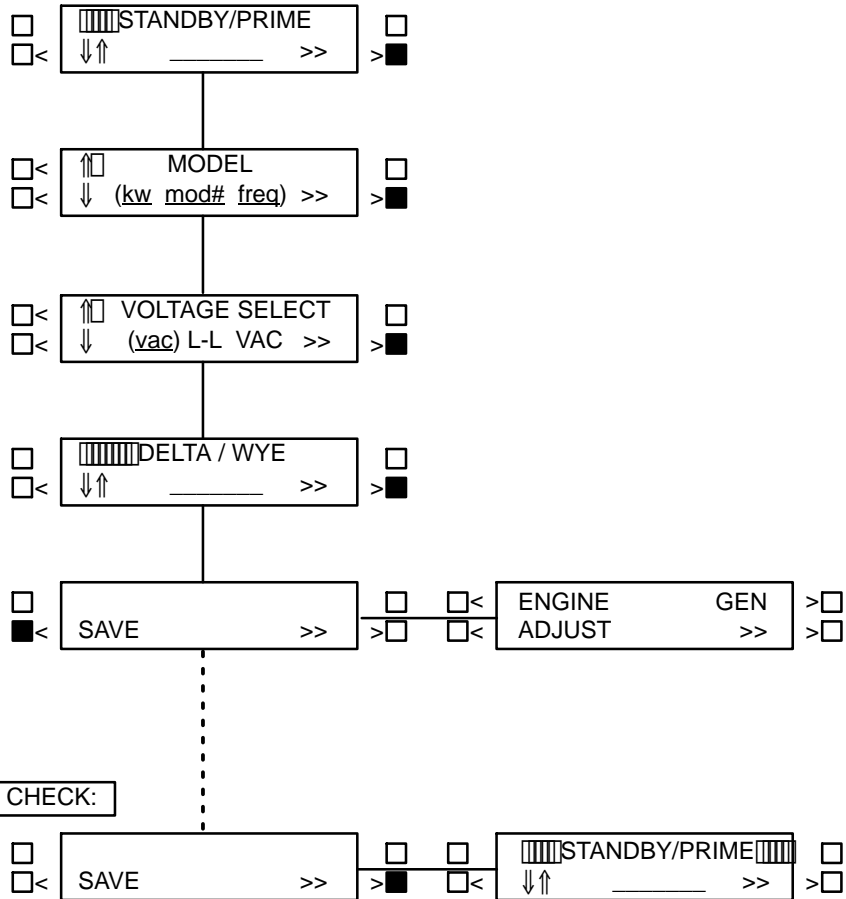 STANDBY/PRIME
< ⇓⇑ _______ >> >
< ⇑ MODEL
< ⇓ (kw mod# freq) >> >
< ⇑ VOLTAGE SELECT
< ⇓ (vac) L-L VAC >> >
DELTA / WYE
< ⇓⇑ _______ >> >
< ENGINE GEN >
< SAVE >> > < ADJUST >> >
CHECK:
STANDBY/PRIME
< SAVE >> > < ⇓⇑ _______ >> >